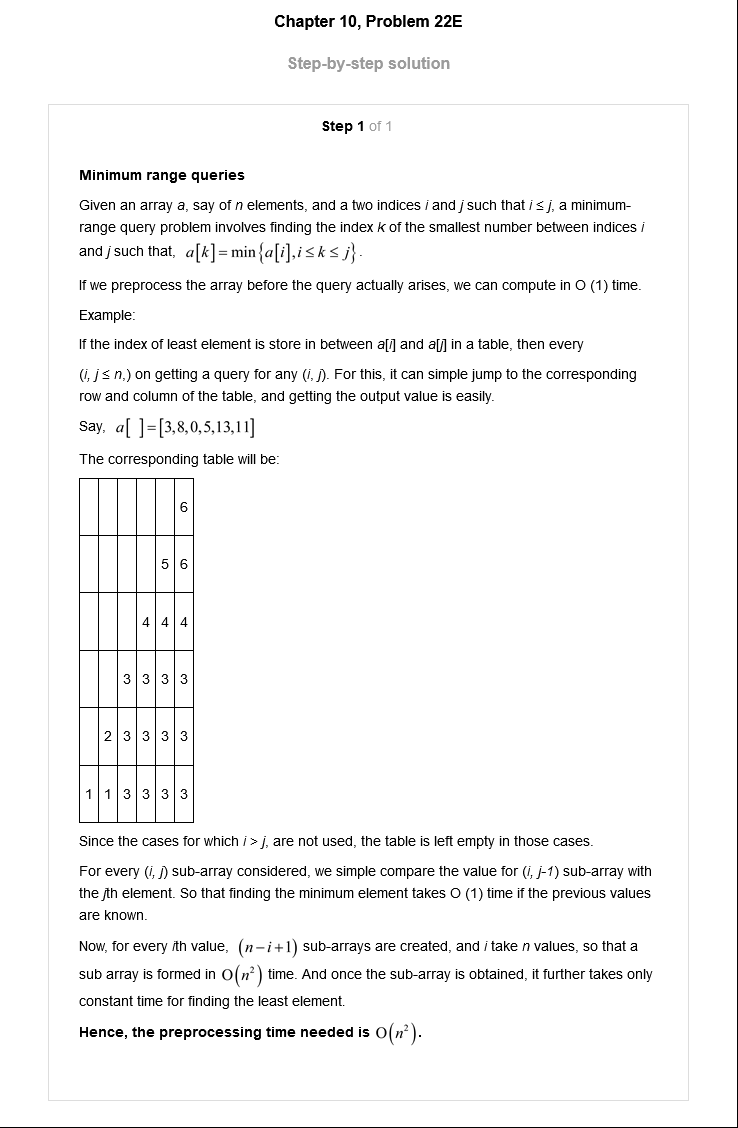 Chapter 10, Problem 22E
Step-by-step solution
Step 1 of 1
Minimum range queries
Given an array a, say of n elements, and a two indices i and j such that i ≤ j, a minimum-
range query problem involves finding the index k of the smallest number between indices i
and j such that, a[k]=min{a[i],i≤k≤j}.
If we preprocess the array before the query actually arises, we can compute in O (1) time.
Example:
If the index of least element is store in between a[i] and a[j] in a table, then every
(i, j ≤ n,) on getting a query for any (i, j). For this, it can simple jump to the corresponding
row and column of the table, and getting the output value is easily.
Say, a[ ]=[3,8,0,5,13,11]
The corresponding table will be:
6
5 6
4 4 4
3 3 3 3
2 3 3 3 3
1 1 3 3 3 3
Since the cases for which i > j, are not used, the table is left empty in those cases.
For every (i, j) sub-array considered, we simple compare the value for (i, j-1) sub-array with
the jth element. So that finding the minimum element takes O (1) time if the previous values
are known.
Now, for every ith value, (n−i+1) sub-arrays are created, and i take n values, so that a
sub array is formed in O(n²) time. And once the sub-array is obtained, it further takes only
constant time for finding the least element.
Hence, the preprocessing time needed is O(n²).